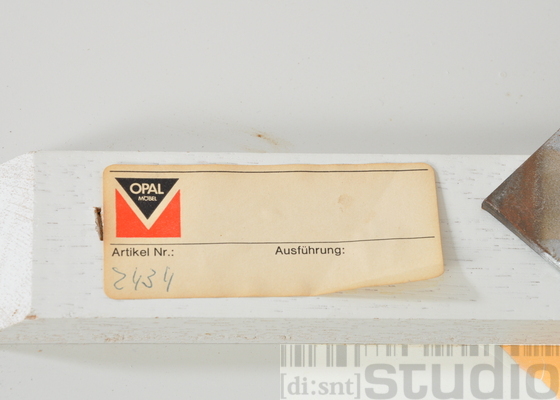 OPAL
MÖBEL
Artikel Nr.:
Ausführung:
2434
[di:snt]studio